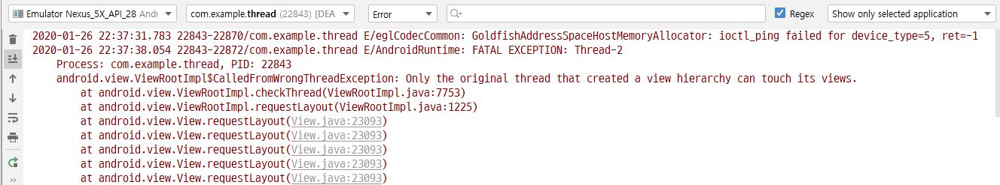 Emulator Nexus_5X_API_28 Andr
com.example.thread (22843) [DEA
Error
Regex
Show only selected application
2020-01-26 22:37:31.783 22843-22870/com.example.thread E/eglCodecCommon: GoldfishAddressSpaceHostMemoryAllocator: ioctl_ping failed for device_type=5, ret=-1
2020-01-26 22:37:38.054 22843-22872/com.example.thread E/AndroidRuntime: FATAL EXCEPTION: Thread-2
Process: com.example.thread, PID: 22843
android.view.ViewRootImpl$CalledFromWrongThreadException: Only the original thread that created a view hierarchy can touch its views.
at android.view.ViewRootImpl.checkThread(ViewRootImpl.java:7753)
at android.view.ViewRootImpl.requestLayout(ViewRootImpl.java:1225)
at android.view.View.requestLayout(View.java:23093)
at android.view.View.requestLayout(View.java:23093)
at android.view.View.requestLayout(View.java:23093)
at android.view.View.requestLayout(View.java:23093)
at android.view.View.requestLayout(View.java:23093)